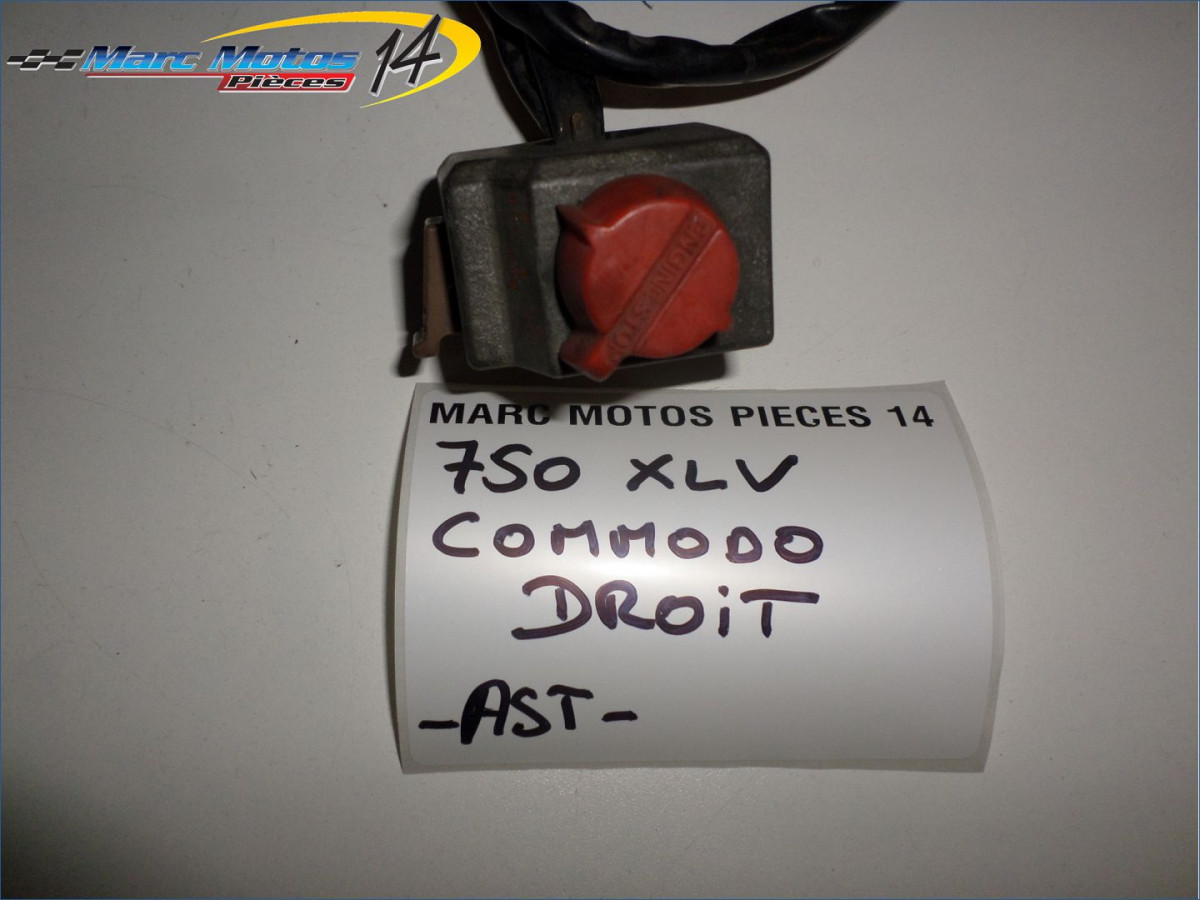 Marc Motos 14
Pièces
ENGINE STOP
MARC MOTOS PIECES 14
750 XLV
COMMODO
DROiT
-AST-